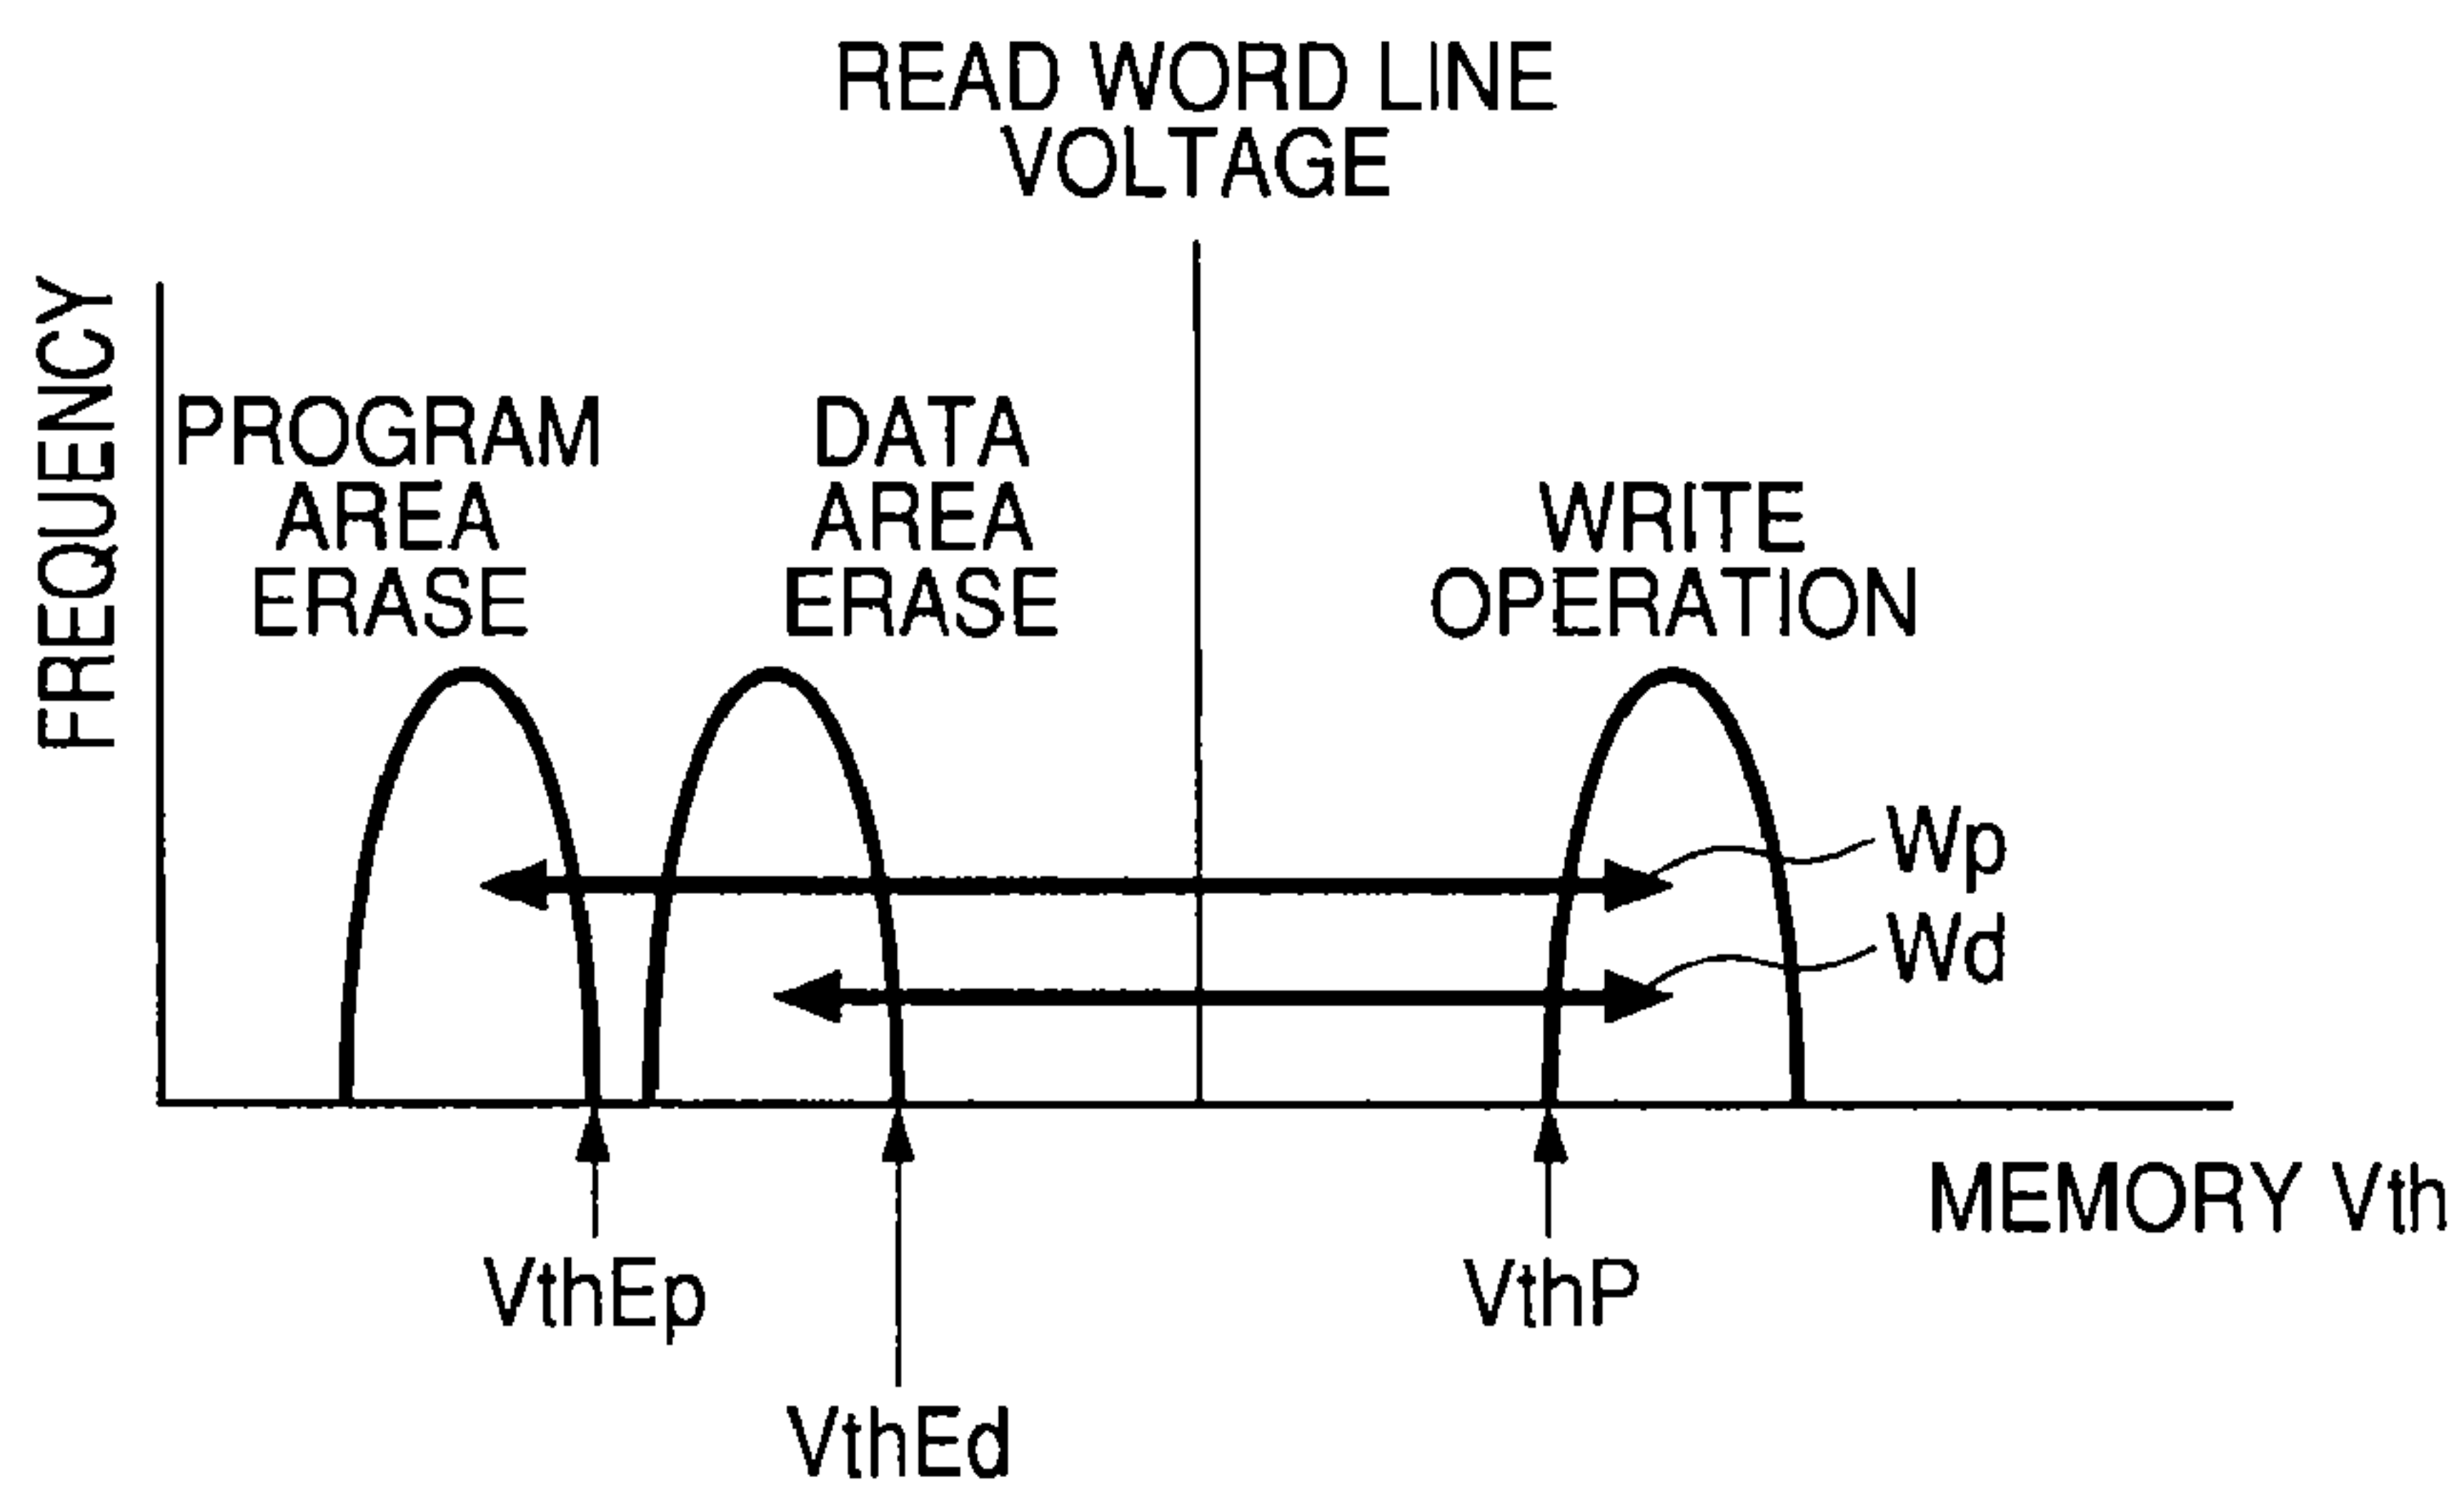 READ WORD LINE
VOLTAGE
FREQUENCY
PROGRAM
AREA
ERASE
DATA
AREA
ERASE
WRITE
OPERATION
Wp
Wd
MEMORY Vth
VthEp
VthP
VthEd